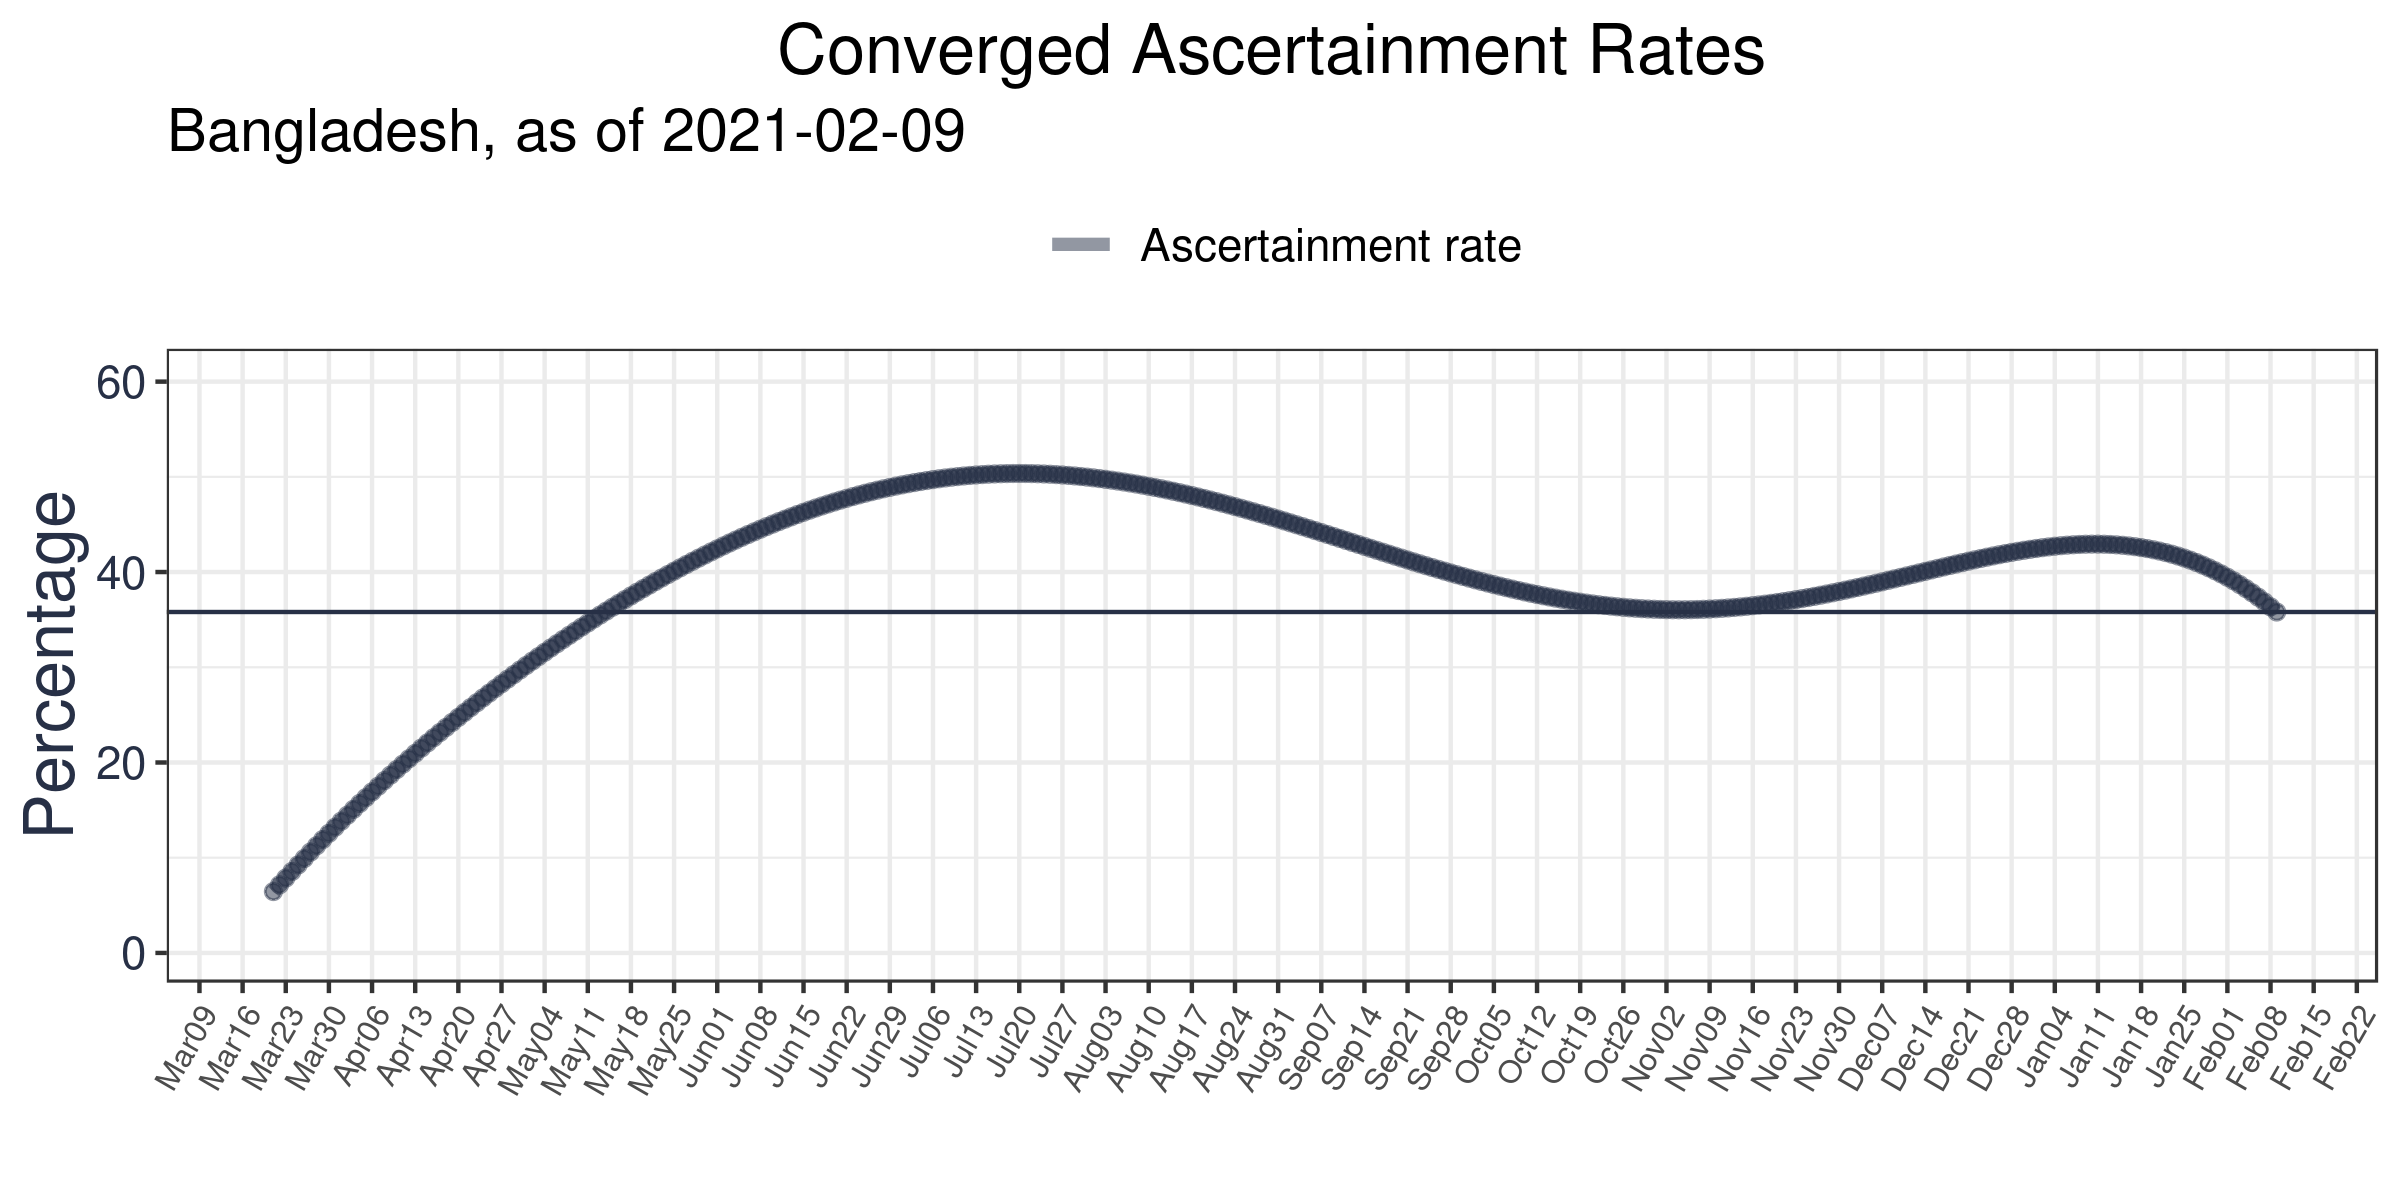 Converged Ascertainment Rates
Bangladesh, as of 2021-02-09
Ascertainment rate
Percentage
60
40
20
0
Mar09
Mar16
Mar23
Mar30
Apr06
Apr13
Apr20
Apr27
May04
May11
May18
May25
Jun01
Jun08
Jun15
Jun22
Jun29
Jul06
Jul13
Jul20
Jul27
Aug03
Aug10
Aug17
Aug24
Aug31
Sep07
Sep14
Sep21
Sep28
Oct05
Oct12
Oct19
Oct26
Nov02
Nov09
Nov16
Nov23
Nov30
Dec07
Dec14
Dec21
Dec28
Jan04
Jan11
Jan18
Jan25
Feb01
Feb08
Feb15
Feb22